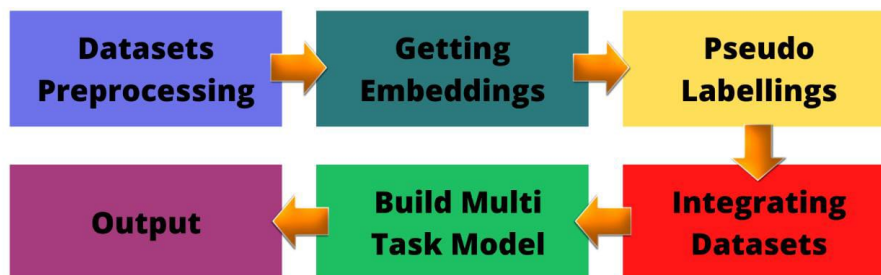 Datasets
Preprocessing
Getting
Embeddings
Pseudo
Labellings
Integrating
Datasets
Build Multi
Task Model
Output